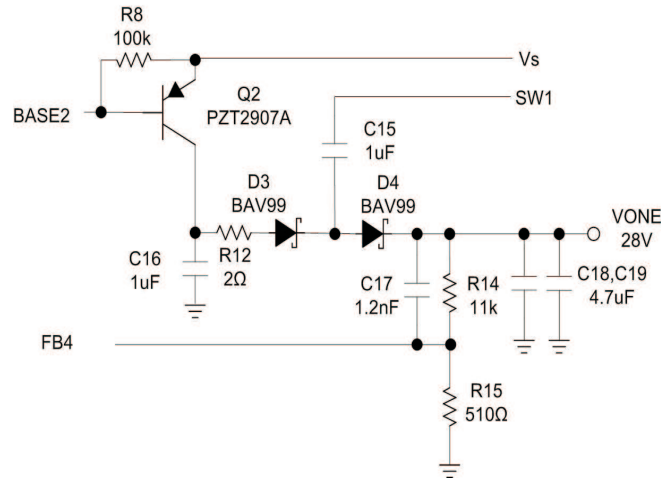 R8
100k
Vs
Q2
PZT2907A
SW1
BASE2
C15
1uF
D3
BAV99
D4
BAV99
VONE
28V
C16
1uF
R12
2Ω
C17
1.2nF
R14
11k
C18,C19
4.7uF
FB4
R15
510Ω